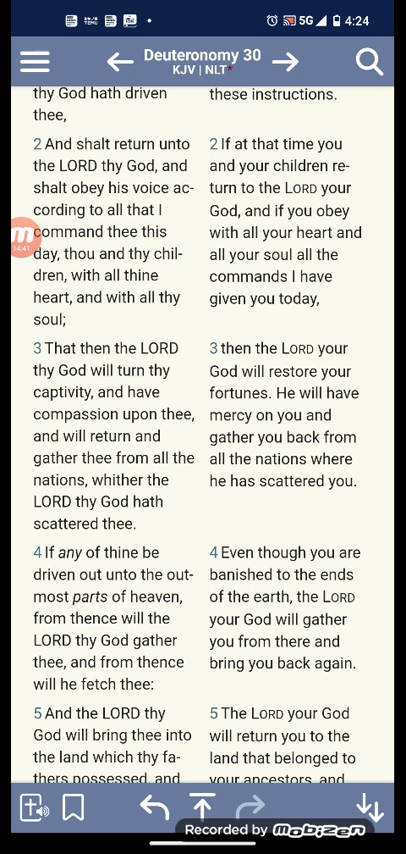 5G 4:24
Deuteronomy 30
KJV | NLT*
thy God hath driven
thee,
2 And shalt return unto
the LORD thy God, and
shalt obey his voice ac-
cording to all that I
command thee this
day, thou and thy chil-
dren, with all thine
heart, and with all thy
soul;
3 That then the LORD
thy God will turn thy
captivity, and have
compassion upon thee,
and will return and
gather thee from all the
nations, whither the
LORD thy God hath
scattered thee.
4 If any of thine be
driven out unto the out-
most parts of heaven,
from thence will the
LORD thy God gather
thee, and from thence
will he fetch thee:
5 And the LORD thy
God will bring thee into
the land which thy fa-
thers possessed, and
these instructions.
2 If at that time you
and your children re-
turn to the LORD your
God, and if you obey
with all your heart and
all your soul all the
commands I have
given you today,
3 then the LORD your
God will restore your
fortunes. He will have
mercy on you and
gather you back from
all the nations where
he has scattered you.
4 Even though you are
banished to the ends
of the earth, the LORD
your God will gather
you from there and
bring you back again.
5 The LORD your God
will return you to the
land that belonged to
your ancestors, and
m
14:41
Recorded by mobizen